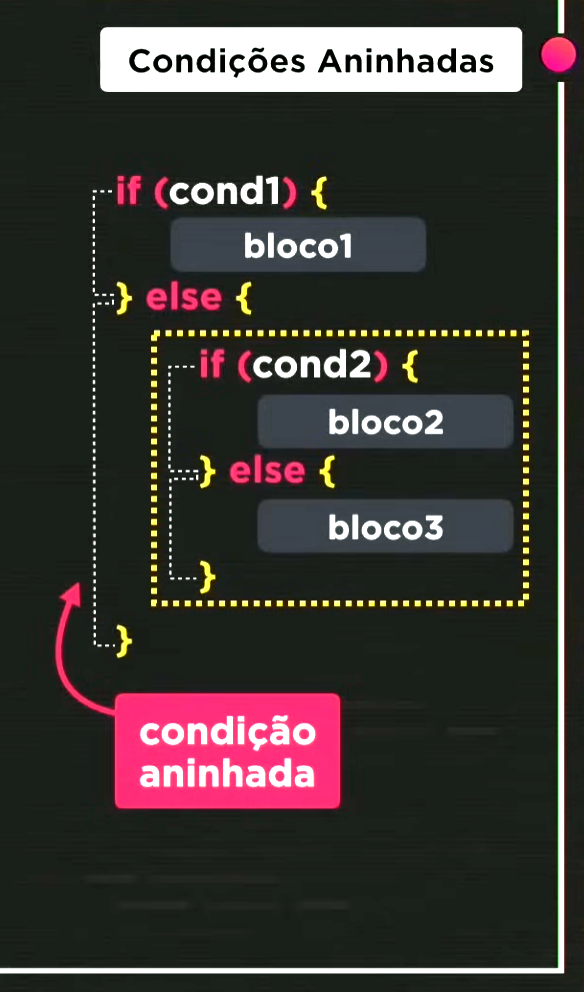 Condições Aninhadas
if (cond1) {
bloco1
} else {
if (cond2) {
bloco2
} else {
bloco3
}
}
condição
aninhada